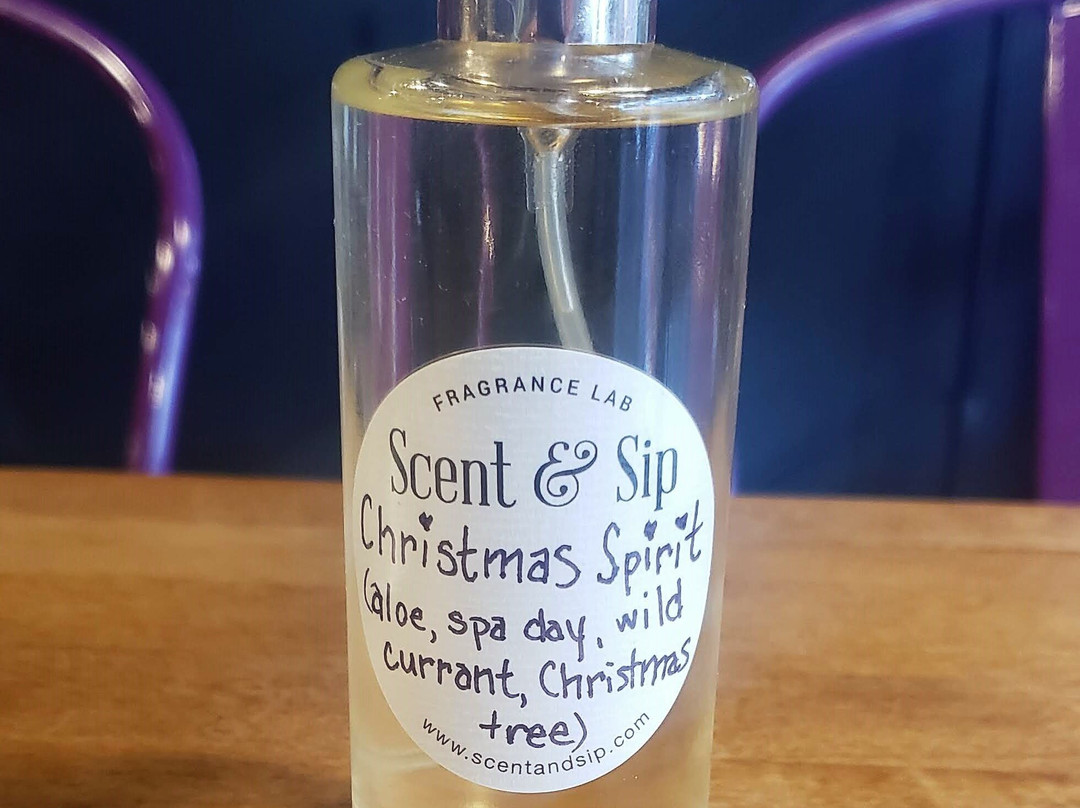 FRAGRANCE LAB
Scent & Sip
Christmas Spirit
(aloe, spa day, wild
currant, Christmas
tree)
www.scentandsip.com